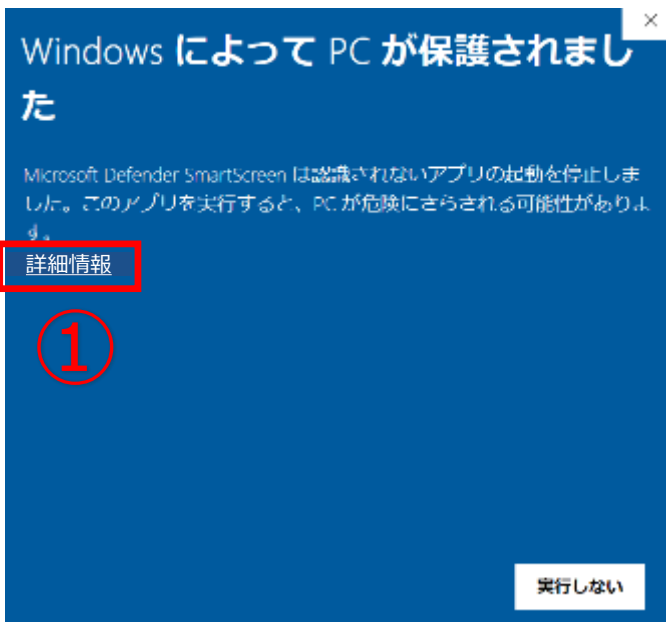 Windows によって PC が保護されまし
た
Microsoft Defender SmartScreen は認識されないアプリの起動を停止しま
した。このアプリを実行すると、PC が危険にさらされる可能性がありま
す。
詳細情報
①
実行しない